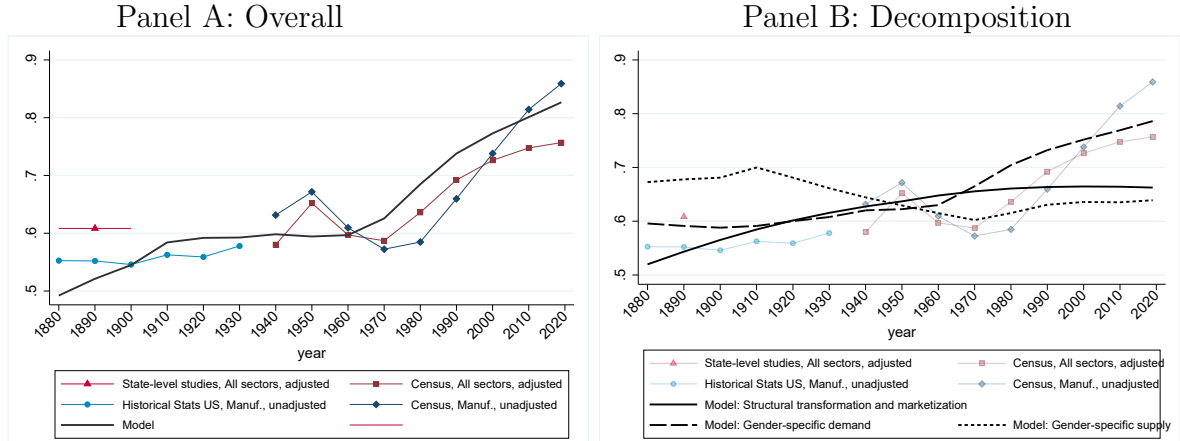 Panel A: Overall
.9
.8
.7
.6
.5
1880 1890 1900 1910 1920 1930 1940 1950 1960 1970 1980 1990 2000 2010 2020
year
State-level studies, All sectors, adjusted
Census, All sectors, adjusted
Historical Stats US, Manuf., unadjusted
Census, Manuf., unadjusted
Model
Panel B: Decomposition
.9
.8
.7
.6
.5
1880 1890 1900 1910 1920 1930 1940 1950 1960 1970 1980 1990 2000 2010 2020
year
State-level studies, All sectors, adjusted
Census, All sectors, adjusted
Historical Stats US, Manuf., unadjusted
Census, Manuf., unadjusted
Model: Structural transformation and marketization
Model: Gender-specific demand
Model: Gender-specific supply